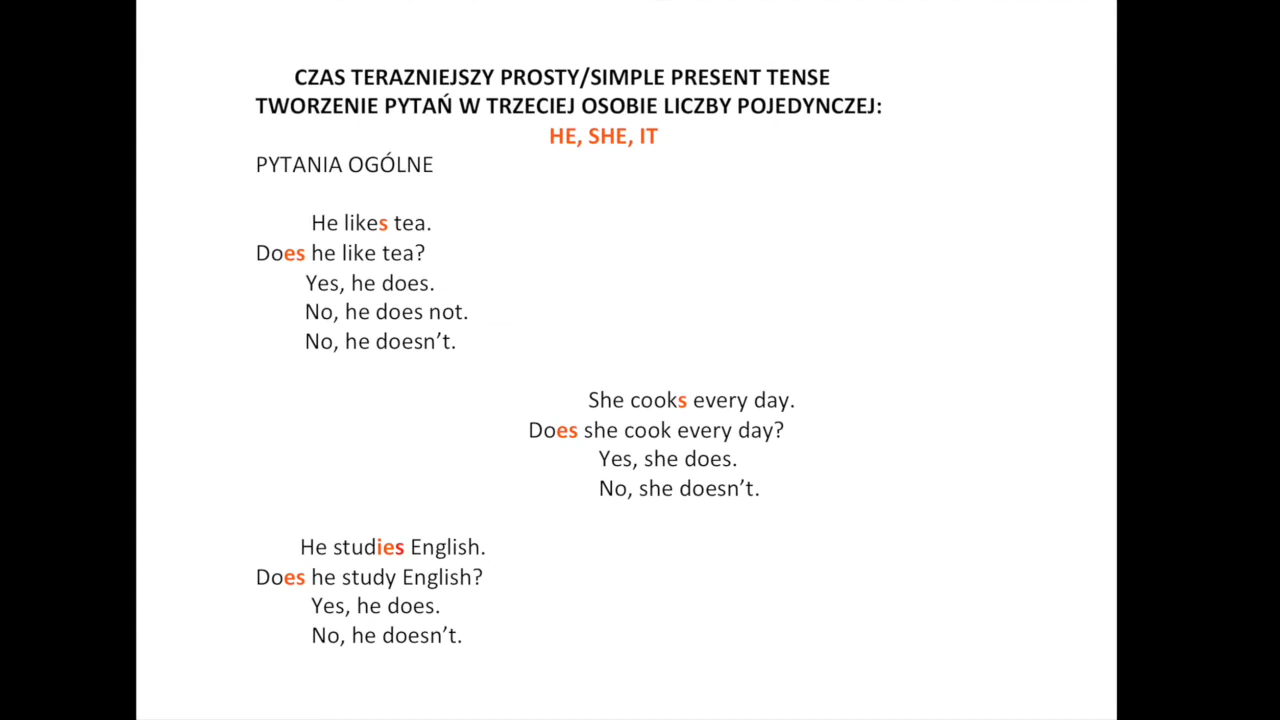 CZAS TERAZNIEJSZY PROSTY/SIMPLE PRESENT TENSE
TWORZENIE PYTAŃ W TRZECIEJ OSOBIE LICZBY POJEDYNCZEJ:
HE, SHE, IT
PYTANIA OGÓLNE
He likes tea.
Does he like tea?
Yes, he does.
No, he does not.
No, he doesn’t.
She cooks every day.
Does she cook every day?
Yes, she does.
No, she doesn’t.
He studies English.
Does he study English?
Yes, he does.
No, he doesn’t.